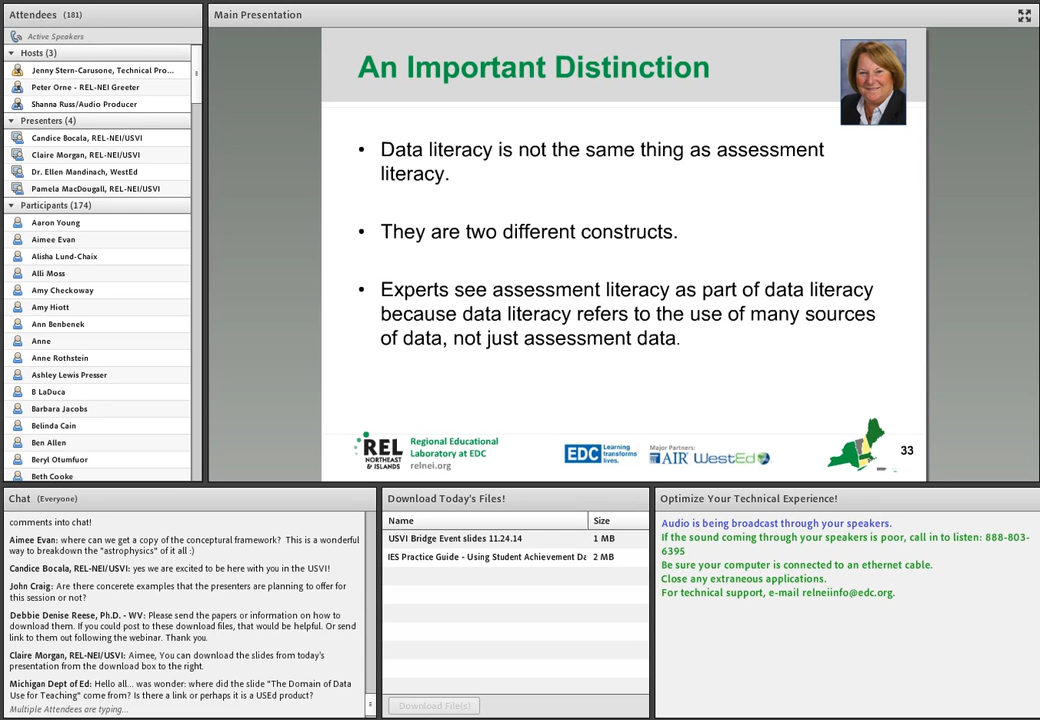 Attendees (181)
Active Speakers
Hosts (3)
Jenny Stern-Carusone, Technical Pro...
Peter Orne - REL-NEI Greeter
Shanna Russ/Audio Producer
Presenters (4)
Candice Bocala, REL-NEI/USVI
Claire Morgan, REL-NEI/USVI
Dr. Ellen Mandinach, WestEd
Pamela MacDougall, REL-NEI/USVI
Participants (174)
Aaron Young
Aimee Evan
Alisha Lund-Chaix
Alli Moss
Amy Checkoway
Amy Hiott
Ann Benbenek
Anne
Anne Rothstein
Ashley Lewis Presser
B LaDuca
Barbara Jacobs
Belinda Cain
Ben Allen
Beryl Otumfuor
Beth Cooke
Main Presentation
An Important Distinction
• Data literacy is not the same thing as assessment
literacy.
• They are two different constructs.
• Experts see assessment literacy as part of data literacy
because data literacy refers to the use of many sources
of data, not just assessment data.
REL
NORTHEAST
& ISLANDS
Regional Educational
Laboratory at EDC
relnei.org
EDC Learning
transforms
lives.
Major Partners:
AIR WestEd
33
Chat (Everyone)
comments into chat!
Aimee Evan: where can we get a copy of the conceptural framework? This is a wonderful
way to breakdown the "astrophysics" of it all :)
Candice Bocala, REL-NEI/USVI: yes we are excited to be here with you in the USVI!
John Craig: Are there concerete examples that the presenters are planning to offer for
this session or not?
Debbie Denise Reese, Ph.D. - WV: Please send the papers or information on how to
download them. If you could post to these download files, that would be helpful. Or send
link to them out following the webinar. Thank you.
Claire Morgan, REL-NEI/USVI: Aimee, You can download the slides from today's
presentation from the download box to the right.
Michigan Dept of Ed: Hello all... was wonder: where did the slide "The Domain of Data
Use for Teaching" come from? Is there a link or perhaps it is a USEd product?
Multiple Attendees are typing...
Download Today's Files!
Name Size
USVI Bridge Event slides 11.24.14 1 MB
IES Practice Guide - Using Student Achievement Da 2 MB
Download File(s)
Optimize Your Technical Experience!
Audio is being broadcast through your speakers.
If the sound coming through your speakers is poor, call in to listen: 888-803-
6395
Be sure your computer is connected to an ethernet cable.
Close any extraneous applications.
For technical support, e-mail relneiinfo@edc.org.